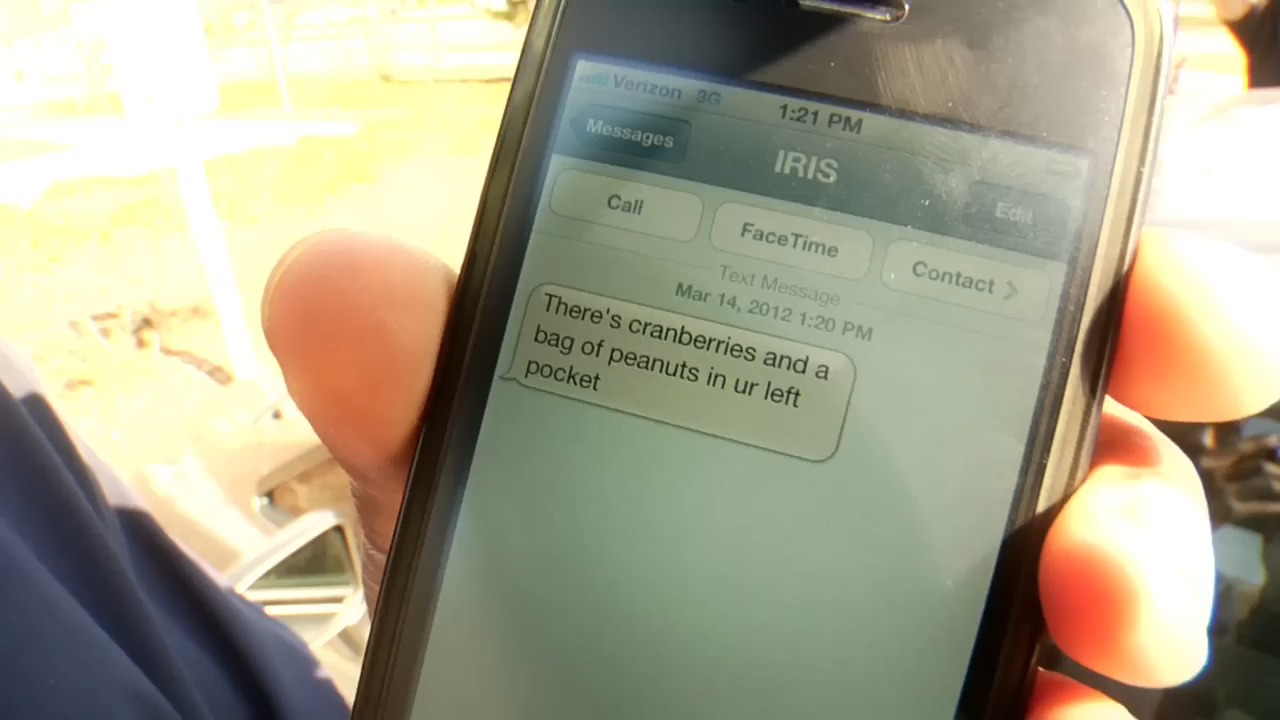 Verizon 3G 1:21 PM
Messages IRIS Edit
Call FaceTime Contact
Text Message
Mar 14, 2012 1:20 PM
There's cranberries and a
bag of peanuts in ur left
pocket